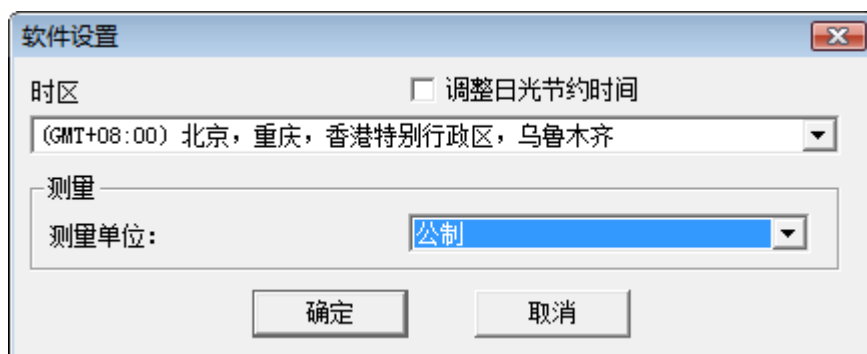 软件设置
时区 调整日光节约时间
(GMT+08:00) 北京，重庆，香港特别行政区，乌鲁木齐
测量
测量单位： 公制
确定 取消